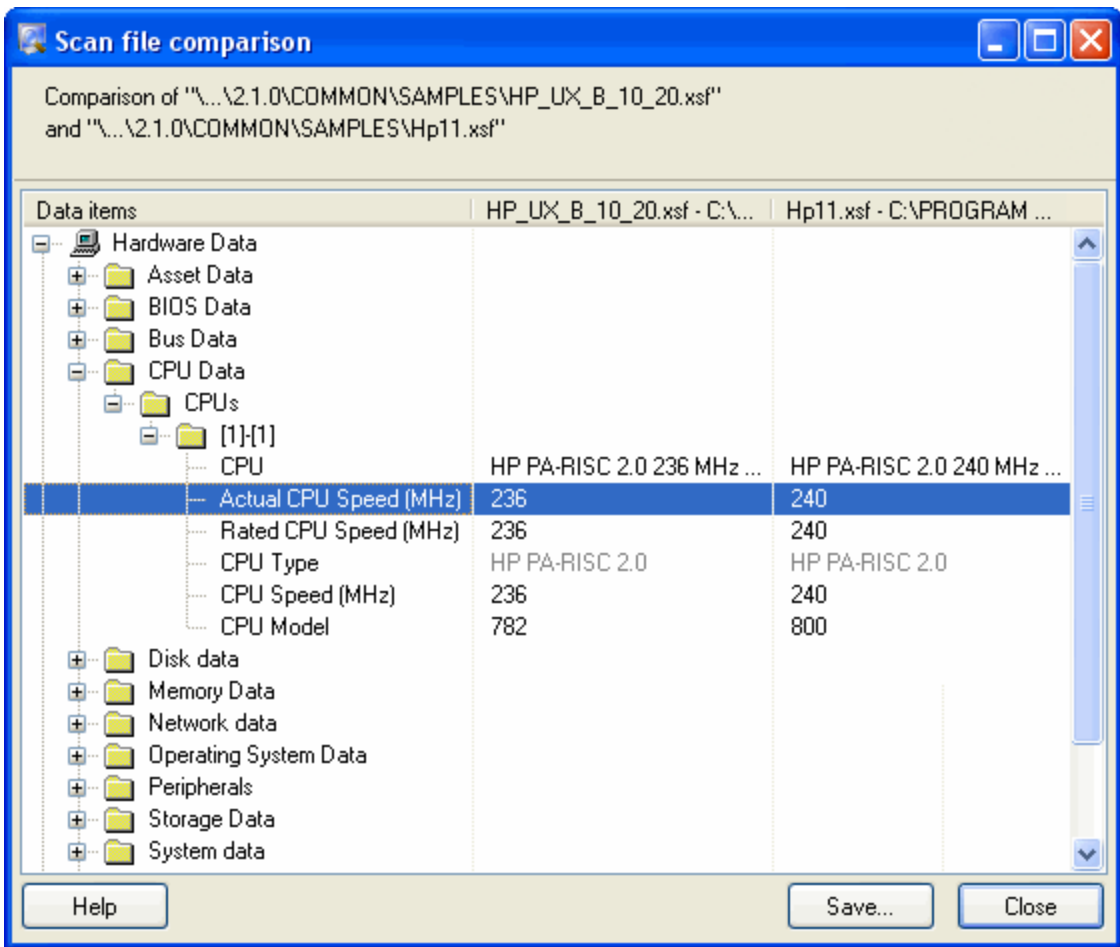 Scan file comparison
Comparison of "\...\2.1.0\COMMON\SAMPLES\HP_UX_B_10_20.xsf"
and "\...\2.1.0\COMMON\SAMPLES\Hp11.xsf"
Data items HP_UX_B_10_20.xsf - C:\... Hp11.xsf - C:\PROGRAM ...
Hardware Data
Asset Data
BIOS Data
Bus Data
CPU Data
CPUs
[1]-[1]
CPU HP PA-RISC 2.0 236 MHz ... HP PA-RISC 2.0 240 MHz ...
Actual CPU Speed (MHz) 236 240
Rated CPU Speed (MHz) 236 240
CPU Type HP PA-RISC 2.0 HP PA-RISC 2.0
CPU Speed (MHz) 236 240
CPU Model 782 800
Disk data
Memory Data
Network data
Operating System Data
Peripherals
Storage Data
System data
Help Save... Close